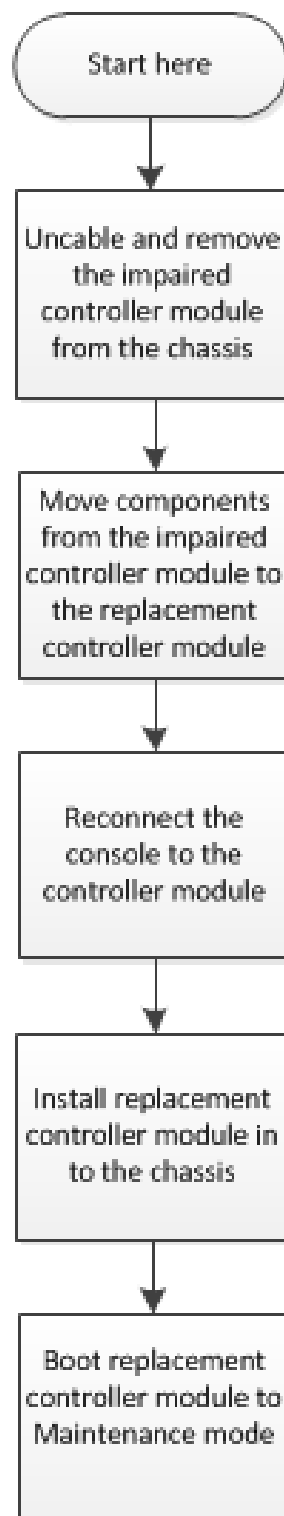 Start here
Uncable and remove
the impaired
controller module
from the chassis
Move components
from the impaired
controller module to
the replacement
controller module
Reconnect the
console to the
controller module
Install replacement
controller module in
to the chassis
Boot replacement
controller module to
Maintenance mode